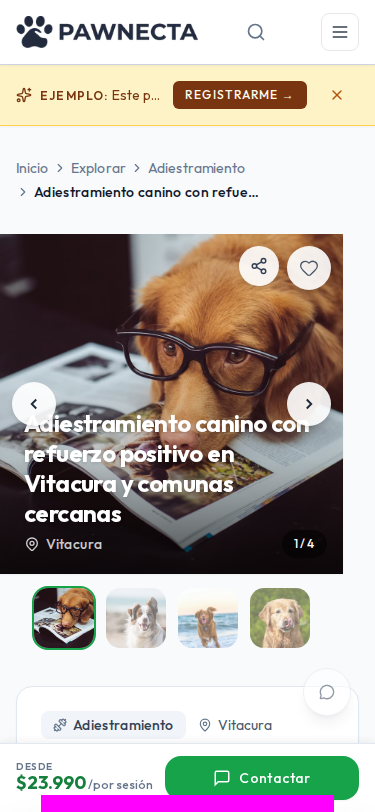 PAWNECTA
EJEMPLO: Este p... REGISTRARME →
Inicio > Explorar > Adiestramiento
> Adiestramiento canino con refue...
Adiestramiento canino con
refuerzo positivo en
Vitacura y comunas
cercanas
Vitacura
1/4
Adiestramiento Vitacura
DESDE
$23.990/por sesión
Contactar